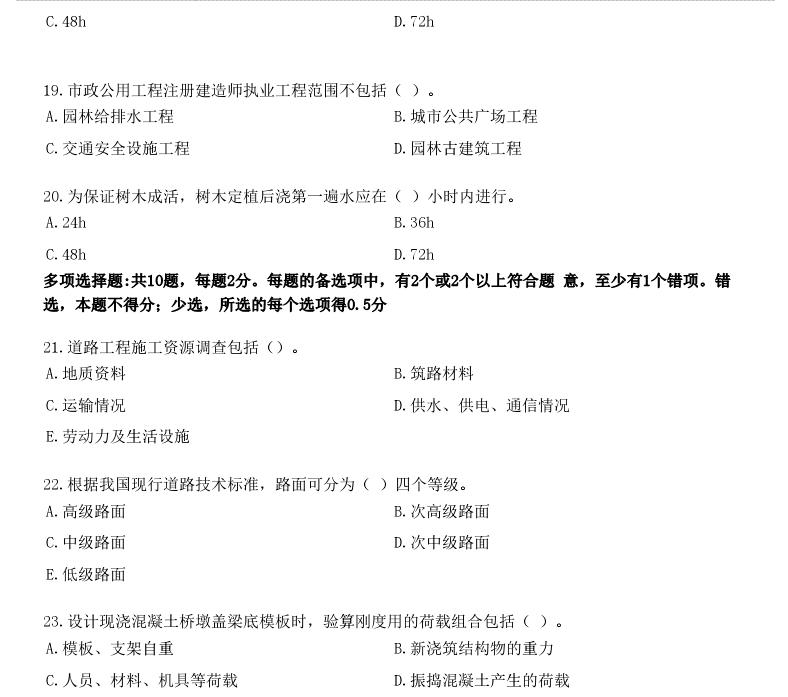 C.48h D.72h
19.市政公用工程注册建造师执业工程范围不包括（ ）。
A.园林给排水工程 B.城市公共广场工程
C.交通安全设施工程 D.园林古建筑工程
20.为保证树木成活，树木定植后浇第一遍水应在（ ）小时内进行。
A.24h B.36h
C.48h D.72h
多项选择题:共10题，每题2分。每题的备选项中，有2个或2个以上符合题 意，至少有1个错项。错
选，本题不得分；少选，所选的每个选项得0.5分
21.道路工程施工资源调查包括（）。
A.地质资料 B.筑路材料
C.运输情况 D.供水、供电、通信情况
E.劳动力及生活设施
22.根据我国现行道路技术标准，路面可分为（ ）四个等级。
A.高级路面 B.次高级路面
C.中级路面 D.次中级路面
E.低级路面
23.设计现浇混凝土桥墩盖梁底模板时，验算刚度用的荷载组合包括（ ）。
A.模板、支架自重 B.新浇筑结构物的重力
C.人员、材料、机具等荷载 D.振捣混凝土产生的荷载